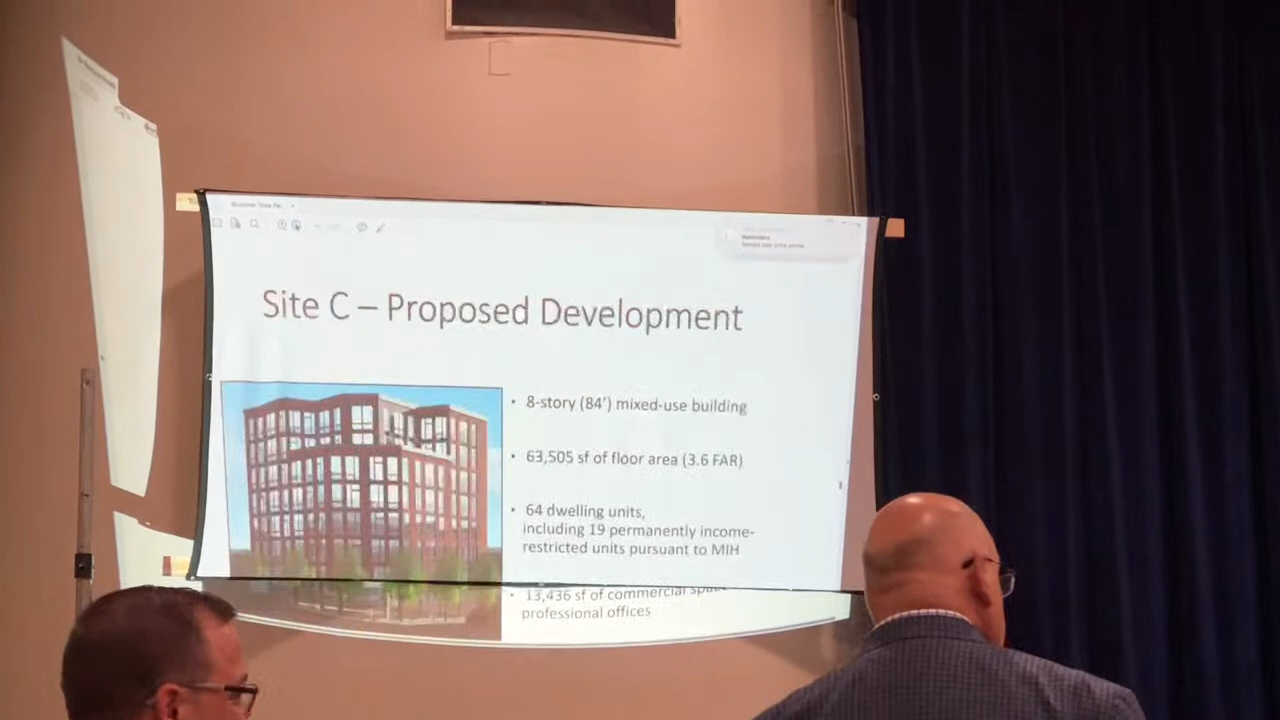 Site C – Proposed Development
• 8-story (84') mixed-use building
• 63,505 sf of floor area (3.6 FAR)
• 64 dwelling units,
including 19 permanently income-
restricted units pursuant to MIH
• 13,436 sf of commercial
professional offices
Reminders